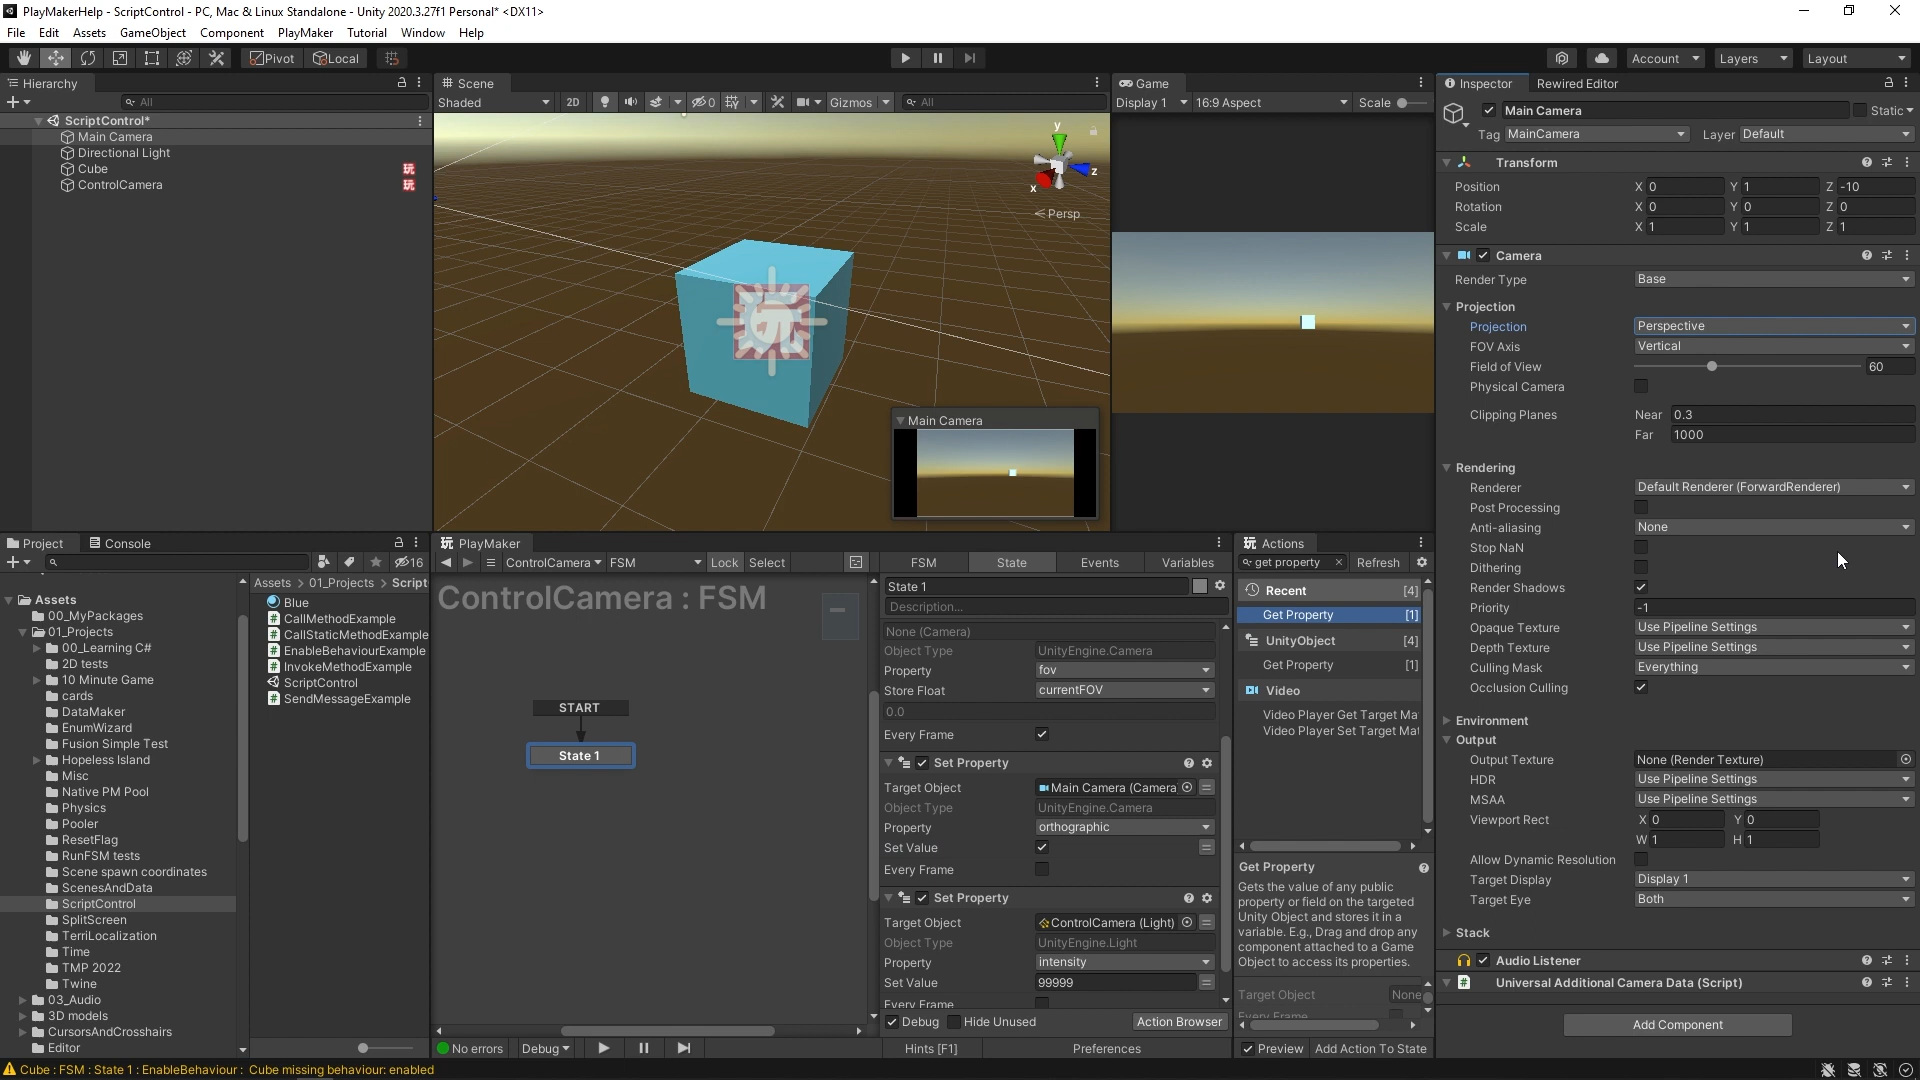 PlayMakerHelp - ScriptControl - PC, Mac & Linux Standalone - Unity 2020.3.27f1 Personal* <DX11>
File Edit Assets GameObject Component PlayMaker Tutorial Window Help
Pivot Local Account Layers Layout
Hierarchy
All
ScriptControl*
Main Camera
Directional Light
Cube 玩
ControlCamera 玩
Scene
Shaded 2D 0 Gizmos All
y
z
x
< Persp
Main Camera
Game
Display 1 16:9 Aspect Scale
Inspector Rewired Editor
Main Camera Static
Tag MainCamera Layer Default
Transform
Position X 0 Y 1 Z -10
Rotation X 0 Y 0 Z 0
Scale X 1 Y 1 Z 1
Camera
Render Type Base
Projection
Projection Perspective
FOV Axis Vertical
Field of View 60
Physical Camera
Clipping Planes Near 0.3
Far 1000
Rendering
Renderer Default Renderer (ForwardRenderer)
Post Processing
Anti-aliasing None
Stop NaN
Dithering
Render Shadows
Priority -1
Opaque Texture Use Pipeline Settings
Depth Texture Use Pipeline Settings
Culling Mask Everything
Occlusion Culling
Environment
Output
Output Texture None (Render Texture)
HDR Use Pipeline Settings
MSAA Use Pipeline Settings
Viewport Rect X 0 Y 0
W 1 H 1
Allow Dynamic Resolution
Target Display Display 1
Target Eye Both
Stack
Audio Listener
Universal Additional Camera Data (Script)
Add Component
Project Console
16
Assets > 01_Projects > Script
Assets
00_MyPackages
01_Projects
00_Learning C#
2D tests
10 Minute Game
cards
DataMaker
EnumWizard
Fusion Simple Test
Hopeless Island
Misc
Native PM Pool
Physics
Pooler
ResetFlag
RunFSM tests
Scene spawn coordinates
ScenesAndData
ScriptControl
SplitScreen
TerriLocalization
Time
TMP 2022
Twine
03_Audio
3D models
CursorsAndCrosshairs
Editor
Blue
CallMethodExample
CallStaticMethodExample
EnableBehaviourExample
InvokeMethodExample
ScriptControl
SendMessageExample
玩 PlayMaker
ControlCamera FSM Lock Select
ControlCamera : FSM
START
State 1
No errors Debug
FSM State Events Variables
State 1
Description...
None (Camera)
Object Type UnityEngine.Camera
Property fov
Store Float currentFOV
0.0
Every Frame
Set Property
Target Object Main Camera (Camera
Object Type UnityEngine.Camera
Property orthographic
Set Value
Every Frame
Set Property
Target Object ControlCamera (Light)
Object Type UnityEngine.Light
Property intensity
Set Value 99999
Every Frame
Debug Hide Unused Action Browser
Hints [F1] Preferences
玩 Actions
get property Refresh
Recent [4]
Get Property [1]
UnityObject [4]
Get Property [1]
Video
Video Player Get Target Ma
Video Player Set Target Ma
Get Property
Gets the value of any public
property or field on the targeted
Unity Object and stores it in a
variable. E.g., Drag and drop any
component attached to a Game
Object to access its properties.
Target Object None
Every Frame
Preview Add Action To State
Cube : FSM : State 1 : EnableBehaviour : Cube missing behaviour: enabled